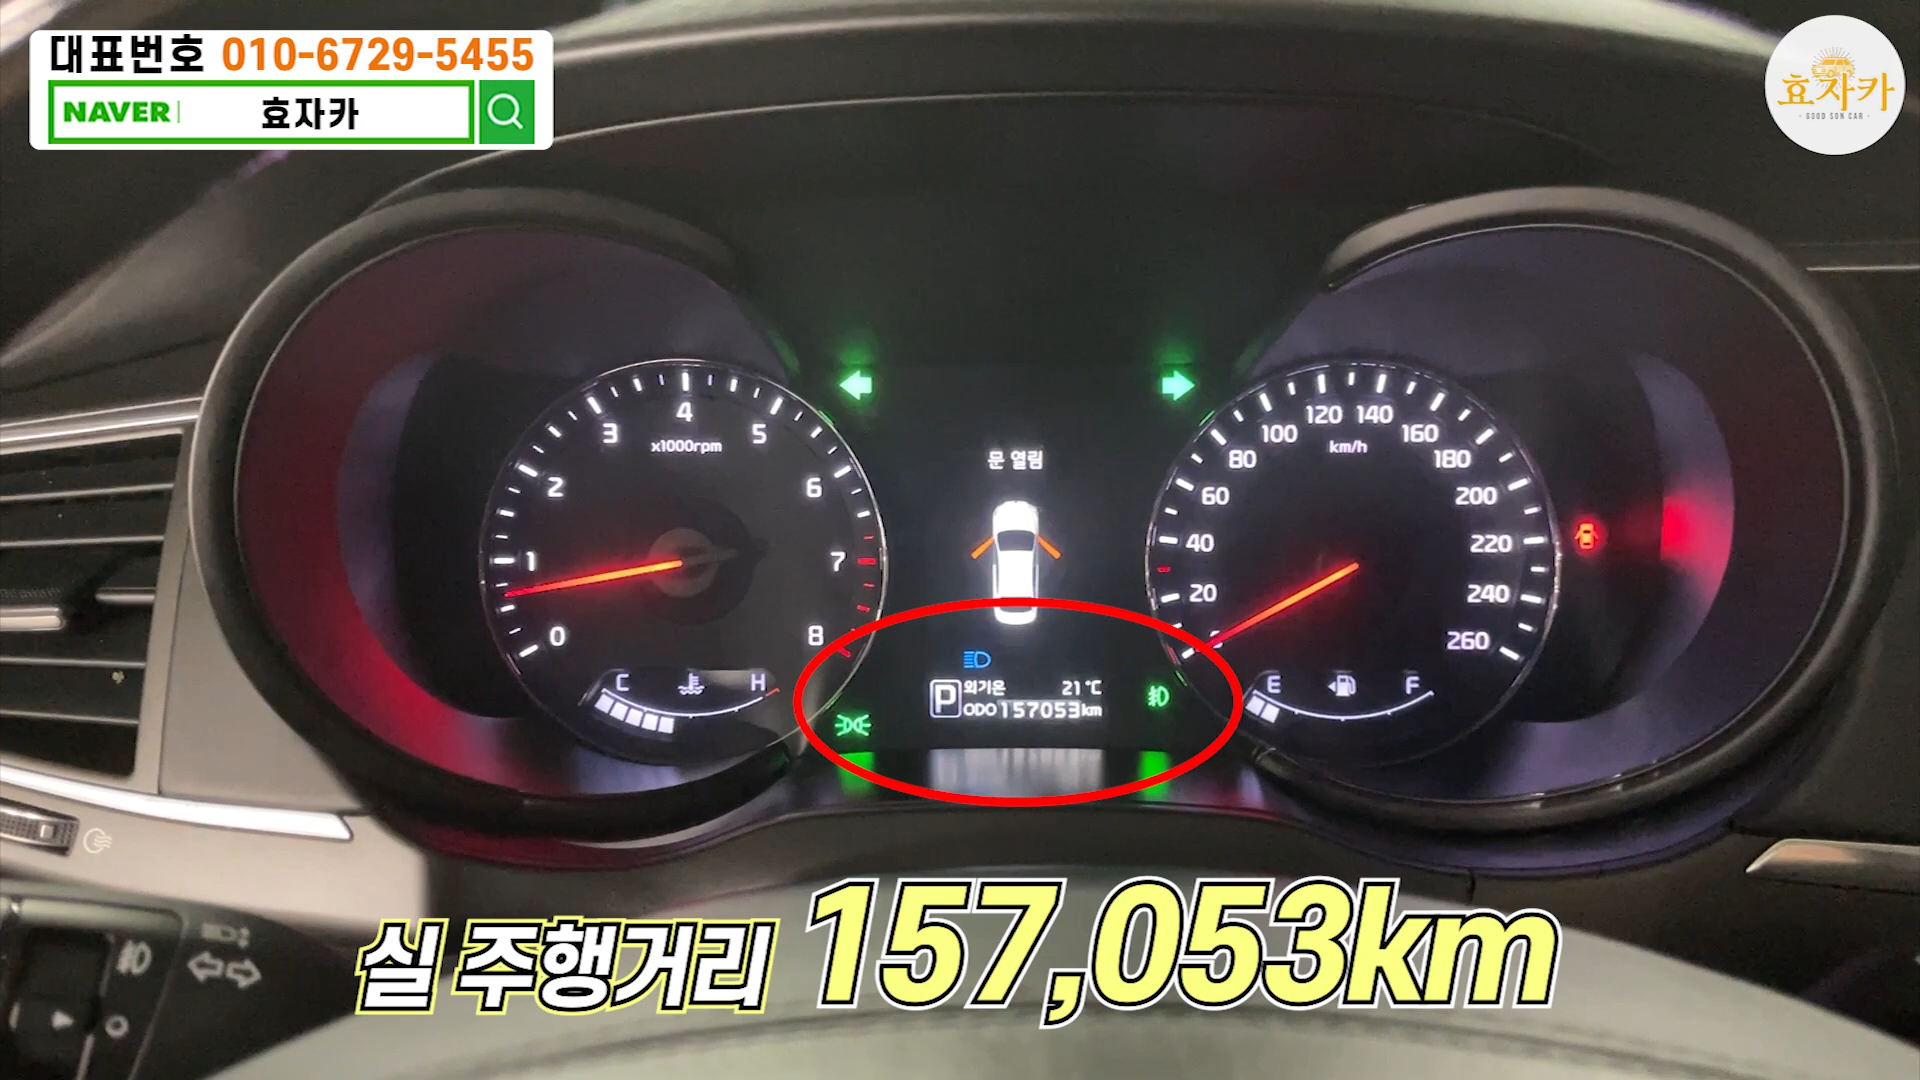 대표번호 010-6729-5455
NAVER 효자카
효자카
· GOOD SON CAR ·
4
3 5
x1000rpm
2 6
1 7
0 8
C H
문 열림
P 외기온 21°C
ODO 157053km
120 140
100 160
km/h
80 180
60 200
40 220
20 240
260
E F
실 주행거리 157,053km